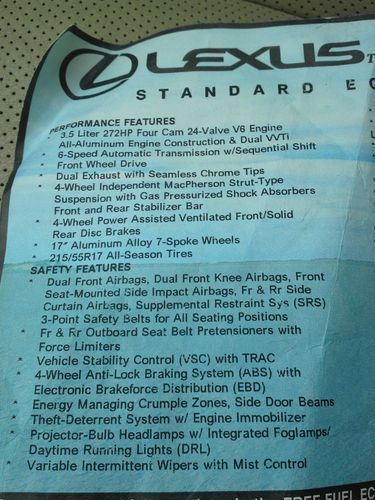 LEXUS
STANDARD
PERFORMANCE FEATURES
* 3.5 Liter 272HP Four Cam 24-Valve V6 Engine
All-Aluminum Engine Construction & Dual VVTi
* 6-Speed Automatic Transmission w/Sequential Shift
* Front Wheel Drive
* Dual Exhaust with Seamless Chrome Tips
* 4-Wheel Independent MacPherson Strut-Type
Suspension with Gas Pressurized Shock Absorbers
Front and Rear Stabilizer Bar
* 4-Wheel Power Assisted Ventilated Front/Solid
Rear Disc Brakes
* 17" Aluminum Alloy 7-Spoke Wheels
* 215/55R17 All-Season Tires
SAFETY FEATURES
* Dual Front Airbags, Dual Front Knee Airbags, Front
Seat-Mounted Side Impact Airbags, Fr & Rr Side
Curtain Airbags, Supplemental Restraint Sys (SRS)
* 3-Point Safety Belts for All Seating Positions
* Fr & Rr Outboard Seat Belt Pretensioners with
Force Limiters
* Vehicle Stability Control (VSC) with TRAC
* 4-Wheel Anti-Lock Braking System (ABS) with
Electronic Brakeforce Distribution (EBD)
* Energy Managing Crumple Zones, Side Door Beams
* Theft-Deterrent System w/ Engine Immobilizer
* Projector-Bulb Headlamps w/ Integrated Foglamps/
Daytime Running Lights (DRL)
* Variable Intermittent Wipers with Mist Control
FREE FUEL